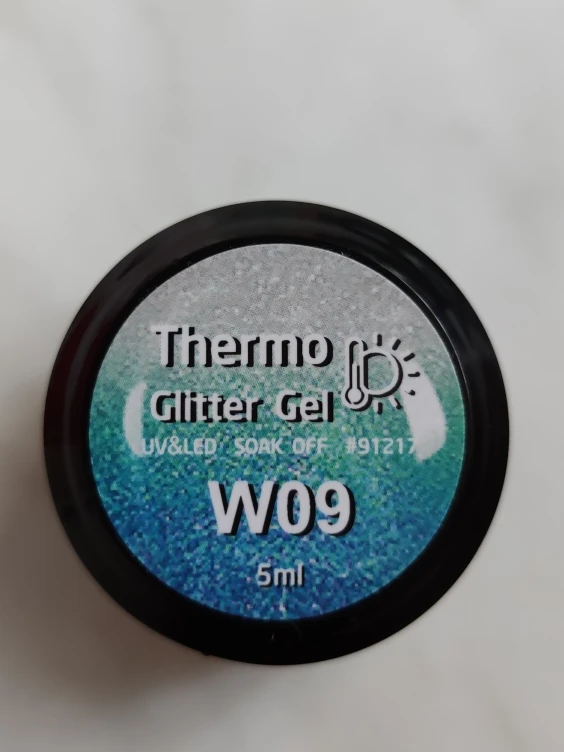 Thermo
Glitter Gel
UV&LED SOAK OFF #91217
W09
5ml